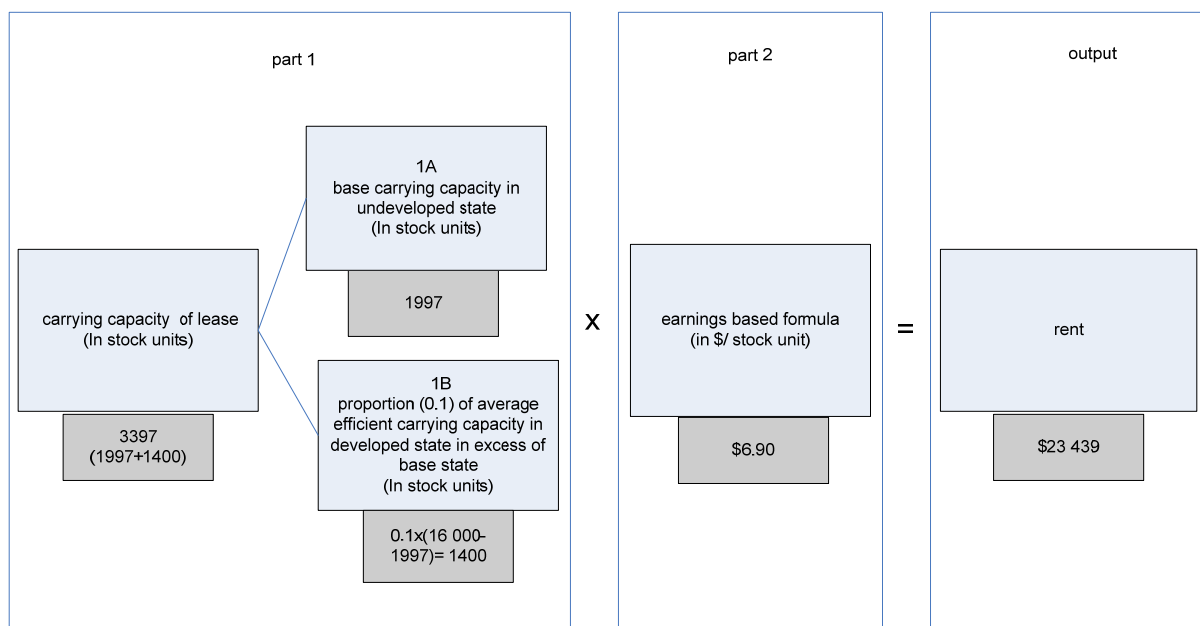 part 1
carrying capacity of lease
(In stock units)
3397
(1997+1400)
1A
base carrying capacity in
undeveloped state
(In stock units)
1997
1B
proportion (0.1) of average
efficient carrying capacity in
developed state in excess of
base state
(In stock units)
0.1x(16 000-
1997)= 1400
x
part 2
earnings based formula
(in $/ stock unit)
$6.90
=
output
rent
$23 439